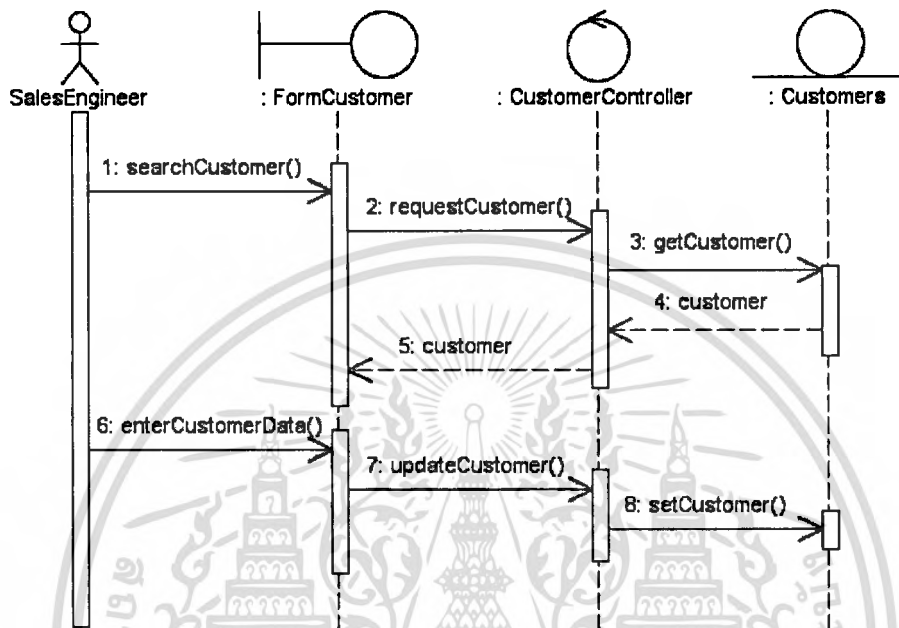 SalesEngineer
: FormCustomer
: CustomerController
: Customers
1: searchCustomer()
2: requestCustomer()
3: getCustomer()
4: customer
5: customer
6: enterCustomerData()
7: updateCustomer()
8: setCustomer()